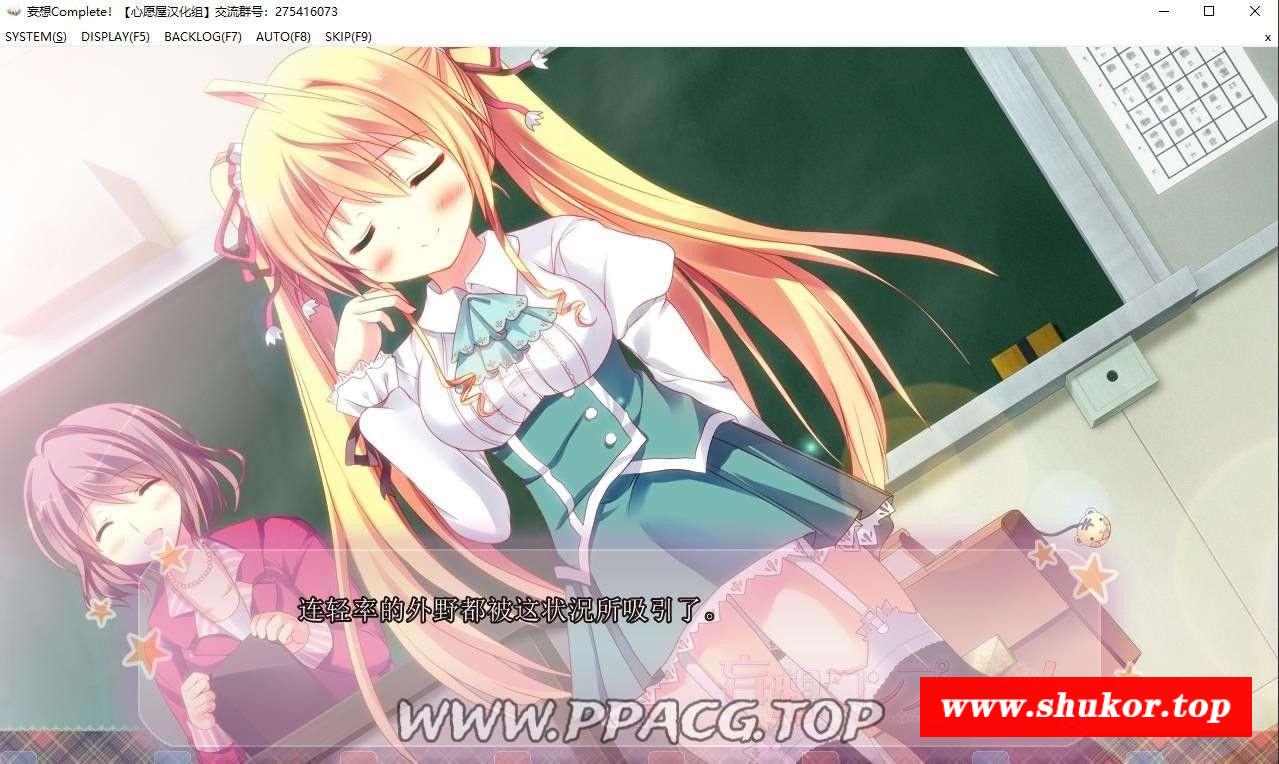 妄想Complete! 【心愿屋汉化组】交流群号：275416073
SYSTEM(S) DISPLAY(F5) BACKLOG(F7) AUTO(F8) SKIP(F9)
x
连轻率的外野都被这状况所吸引了。
WWW.PPACG.TOP
www.shukor.top